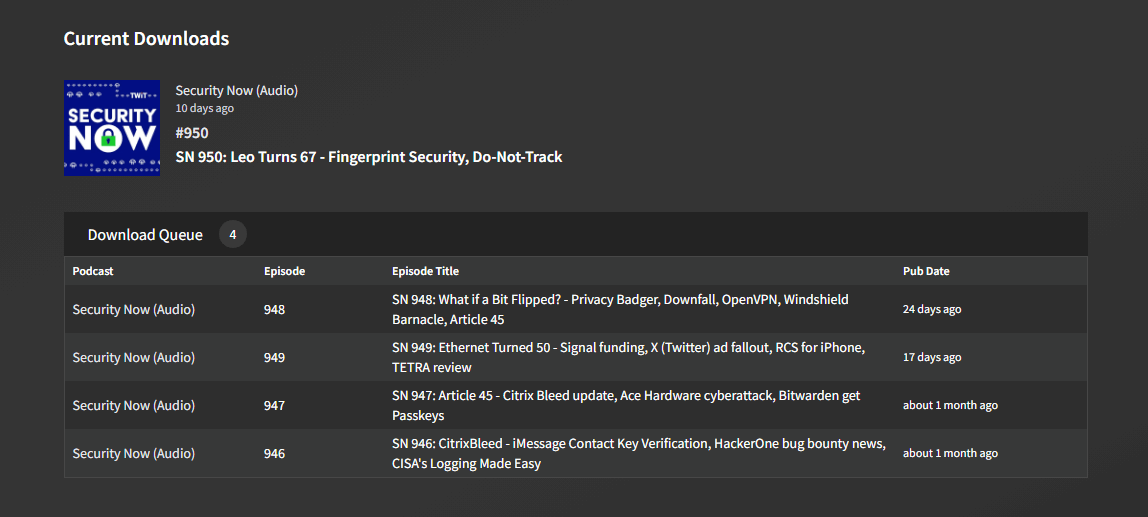 Current Downloads
TWiT
SECURITY
NOW
Security Now (Audio)
10 days ago
#950
SN 950: Leo Turns 67 - Fingerprint Security, Do-Not-Track
Download Queue 4
Podcast Episode Episode Title Pub Date
Security Now (Audio) 948 SN 948: What if a Bit Flipped? - Privacy Badger, Downfall, OpenVPN, Windshield 24 days ago
Barnacle, Article 45
Security Now (Audio) 949 SN 949: Ethernet Turned 50 - Signal funding, X (Twitter) ad fallout, RCS for iPhone, 17 days ago
TETRA review
Security Now (Audio) 947 SN 947: Article 45 - Citrix Bleed update, Ace Hardware cyberattack, Bitwarden get about 1 month ago
Passkeys
Security Now (Audio) 946 SN 946: CitrixBleed - iMessage Contact Key Verification, HackerOne bug bounty news, about 1 month ago
CISA's Logging Made Easy